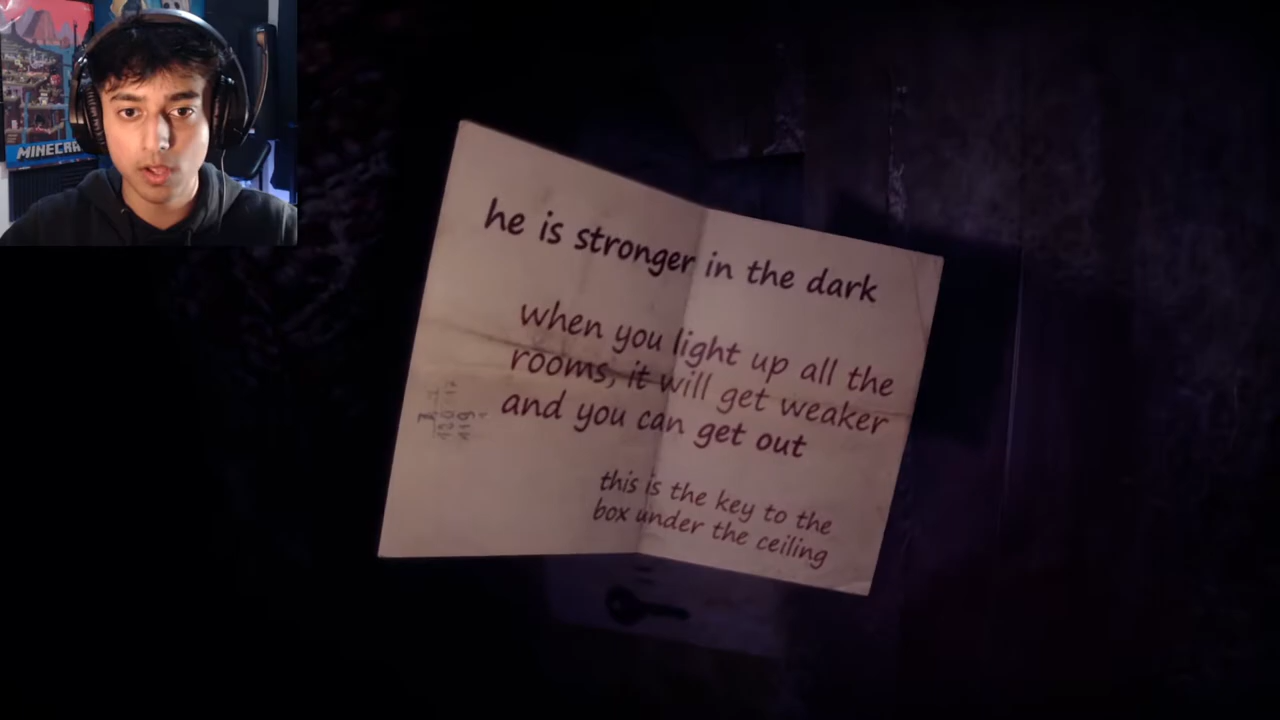 MINECRA
he is stronger in the dark
when you light up all the
rooms, it will get weaker
and you can get out
this is the key to the
box under the ceiling